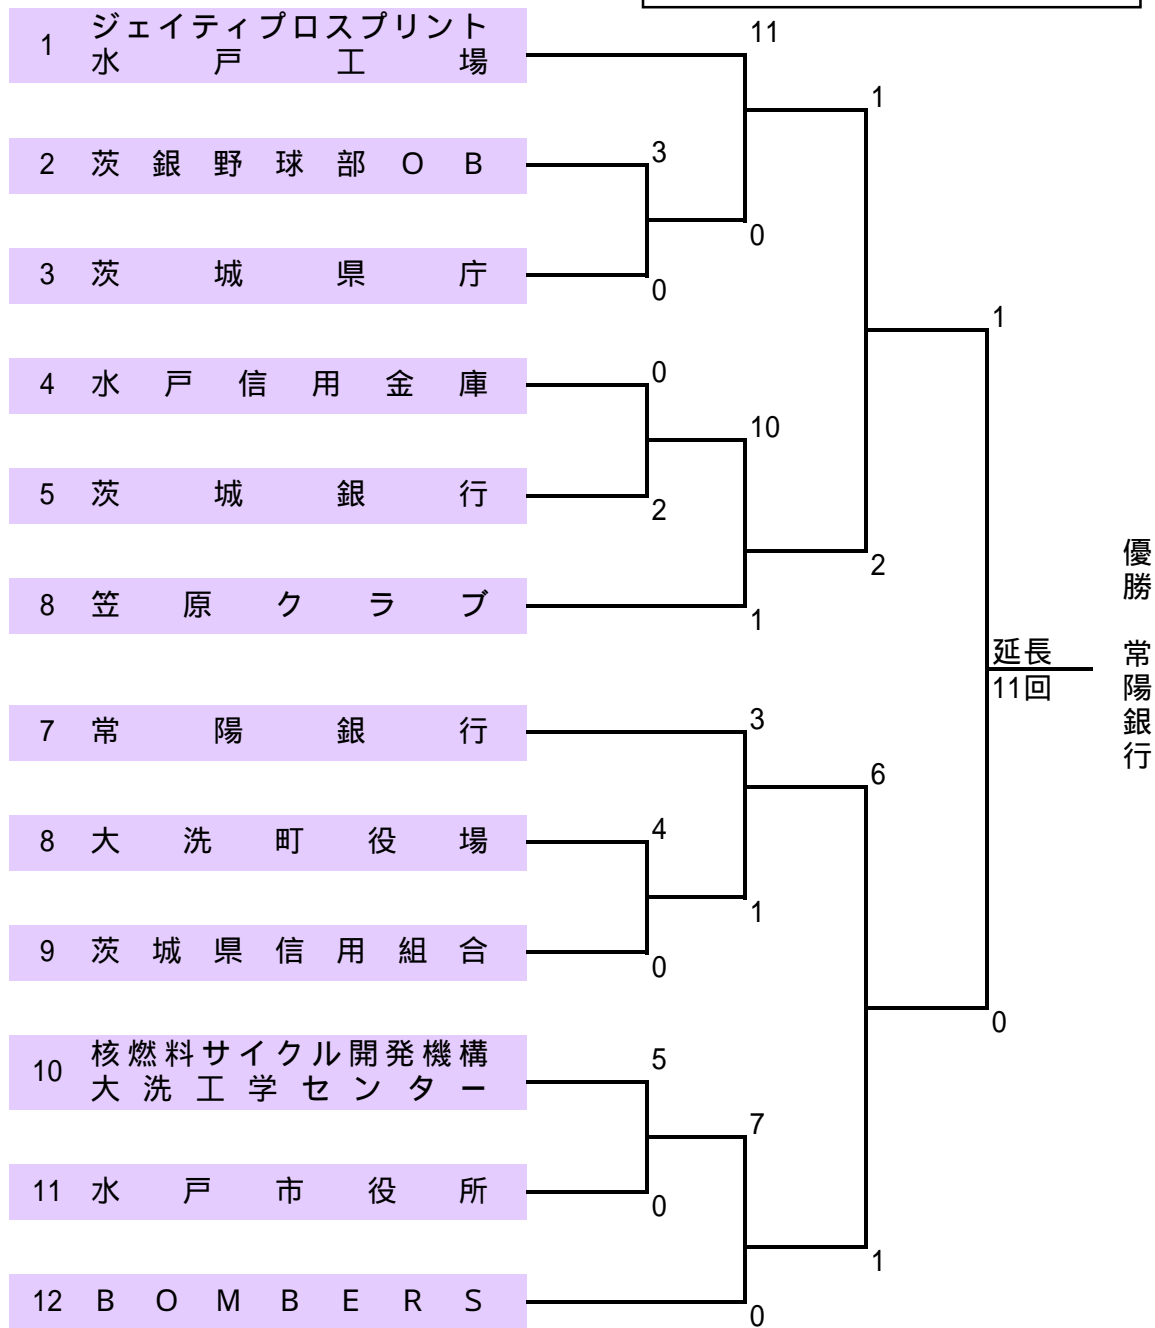 1 ジェイティプロスプリント
水戸工場
2 茨銀野球部OB
3 茨城県庁
4 水戸信用金庫
5 茨城銀行
8 笠原クラブ
7 常陽銀行
8 大洗町役場
9 茨城県信用組合
10 核燃料サイクル開発機構
大洗工学センター
11 水戸市役所
12 BOMBERS
3
0
0
2
4
0
5
0
11
0
10
1
3
1
7
0
1
2
6
1
1
0
延長
11回
優勝 常陽銀行